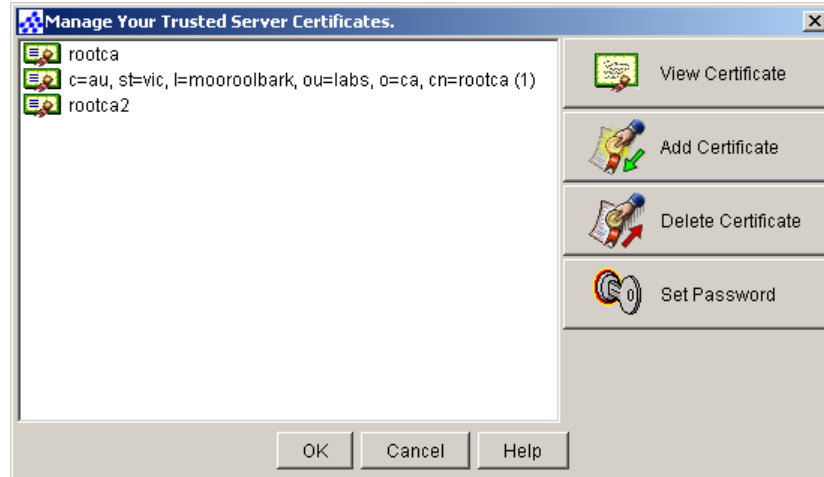 Manage Your Trusted Server Certificates.
rootca
c=au, st=vic, l=mooroolbark, ou=labs, o=ca, cn=rootca (1)
rootca2
View Certificate
Add Certificate
Delete Certificate
Set Password
OK
Cancel
Help